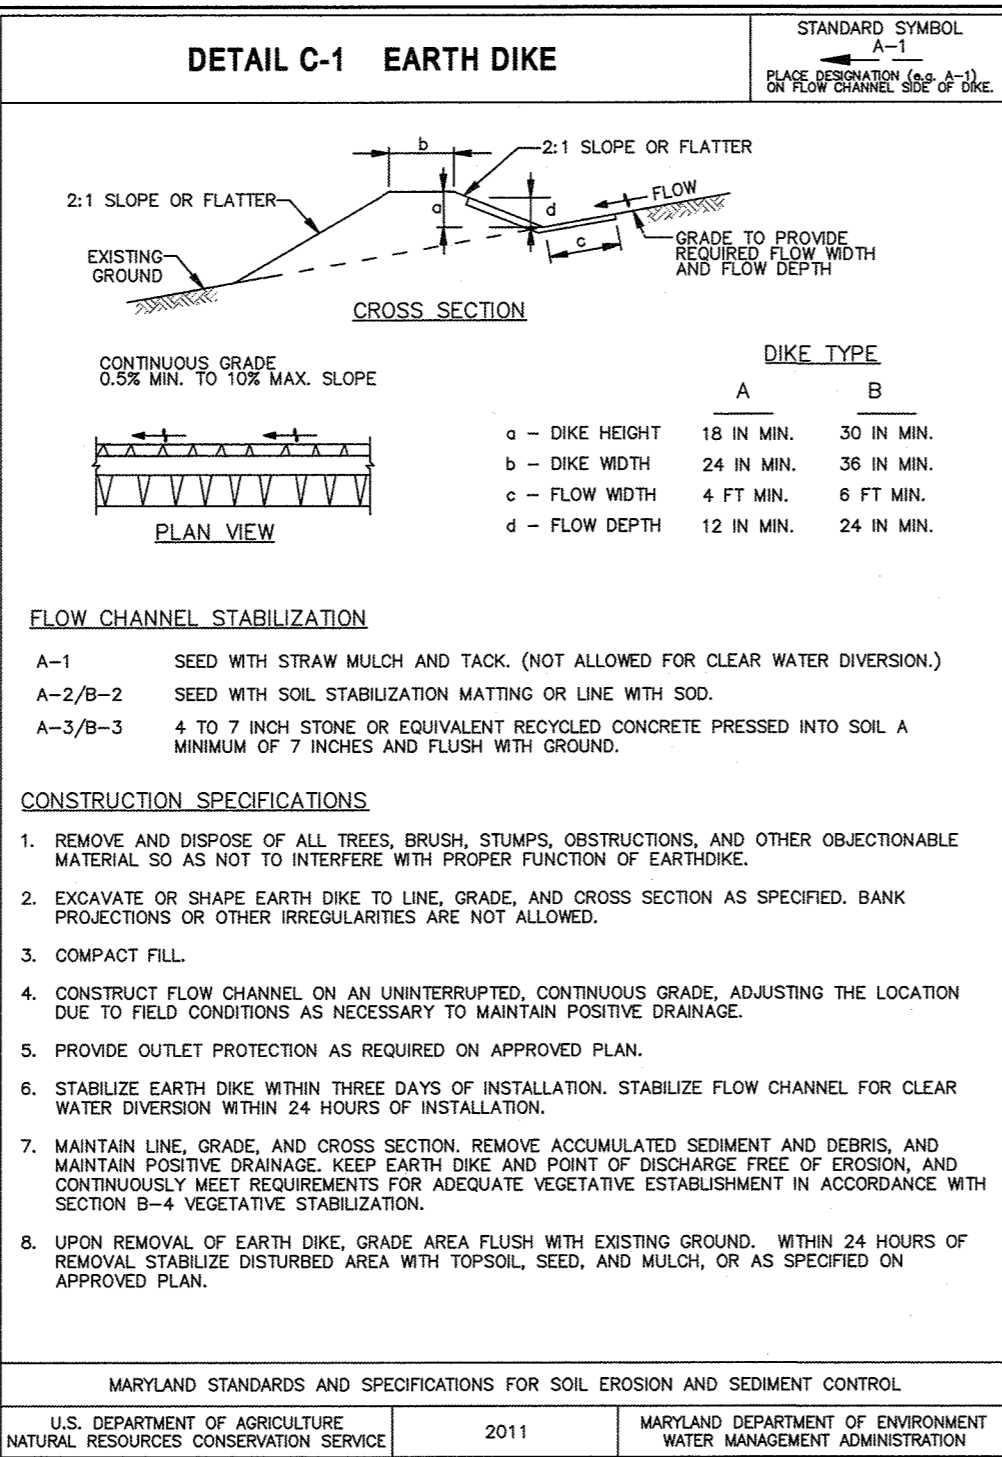 DETAIL C-1 EARTH DIKE
STANDARD SYMBOL
A-1
PLACE DESIGNATION (e.g. A-1)
ON FLOW CHANNEL SIDE OF DIKE.
b
2:1 SLOPE OR FLATTER
2:1 SLOPE OR FLATTER
a
d
FLOW
c
GRADE TO PROVIDE
REQUIRED FLOW WIDTH
AND FLOW DEPTH
EXISTING
GROUND
CROSS SECTION
CONTINUOUS GRADE
0.5% MIN. TO 10% MAX. SLOPE
PLAN VIEW
DIKE TYPE
A B
a - DIKE HEIGHT 18 IN MIN. 30 IN MIN.
b - DIKE WIDTH 24 IN MIN. 36 IN MIN.
c - FLOW WIDTH 4 FT MIN. 6 FT MIN.
d - FLOW DEPTH 12 IN MIN. 24 IN MIN.
FLOW CHANNEL STABILIZATION
A-1 SEED WITH STRAW MULCH AND TACK. (NOT ALLOWED FOR CLEAR WATER DIVERSION.)
A-2/B-2 SEED WITH SOIL STABILIZATION MATTING OR LINE WITH SOD.
A-3/B-3 4 TO 7 INCH STONE OR EQUIVALENT RECYCLED CONCRETE PRESSED INTO SOIL A
MINIMUM OF 7 INCHES AND FLUSH WITH GROUND.
CONSTRUCTION SPECIFICATIONS
1. REMOVE AND DISPOSE OF ALL TREES, BRUSH, STUMPS, OBSTRUCTIONS, AND OTHER OBJECTIONABLE
MATERIAL SO AS NOT TO INTERFERE WITH PROPER FUNCTION OF EARTHDIKE.
2. EXCAVATE OR SHAPE EARTH DIKE TO LINE, GRADE, AND CROSS SECTION AS SPECIFIED. BANK
PROJECTIONS OR OTHER IRREGULARITIES ARE NOT ALLOWED.
3. COMPACT FILL.
4. CONSTRUCT FLOW CHANNEL ON AN UNINTERRUPTED, CONTINUOUS GRADE, ADJUSTING THE LOCATION
DUE TO FIELD CONDITIONS AS NECESSARY TO MAINTAIN POSITIVE DRAINAGE.
5. PROVIDE OUTLET PROTECTION AS REQUIRED ON APPROVED PLAN.
6. STABILIZE EARTH DIKE WITHIN THREE DAYS OF INSTALLATION. STABILIZE FLOW CHANNEL FOR CLEAR
WATER DIVERSION WITHIN 24 HOURS OF INSTALLATION.
7. MAINTAIN LINE, GRADE, AND CROSS SECTION. REMOVE ACCUMULATED SEDIMENT AND DEBRIS, AND
MAINTAIN POSITIVE DRAINAGE. KEEP EARTH DIKE AND POINT OF DISCHARGE FREE OF EROSION, AND
CONTINUOUSLY MEET REQUIREMENTS FOR ADEQUATE VEGETATIVE ESTABLISHMENT IN ACCORDANCE WITH
SECTION B-4 VEGETATIVE STABILIZATION.
8. UPON REMOVAL OF EARTH DIKE, GRADE AREA FLUSH WITH EXISTING GROUND. WITHIN 24 HOURS OF
REMOVAL STABILIZE DISTURBED AREA WITH TOPSOIL, SEED, AND MULCH, OR AS SPECIFIED ON
APPROVED PLAN.
MARYLAND STANDARDS AND SPECIFICATIONS FOR SOIL EROSION AND SEDIMENT CONTROL
U.S. DEPARTMENT OF AGRICULTURE
NATURAL RESOURCES CONSERVATION SERVICE
2011
MARYLAND DEPARTMENT OF ENVIRONMENT
WATER MANAGEMENT ADMINISTRATION